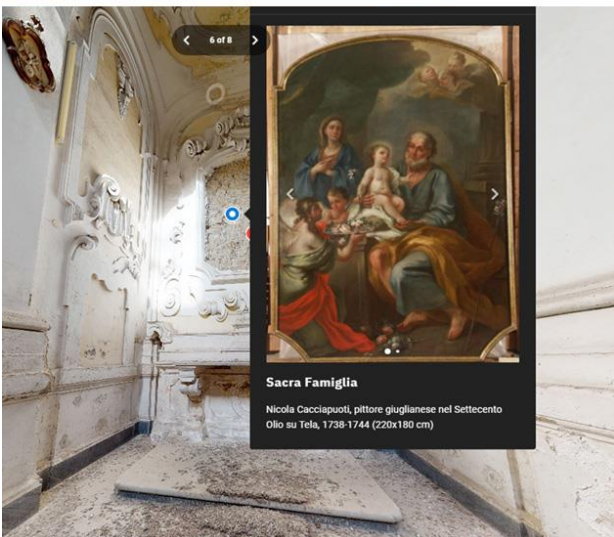 6 of 8
Sacra Famiglia
Nicola Cacciapuoti, pittore giuglianese nel Settecento
Olio su Tela, 1738-1744 (220x180 cm)